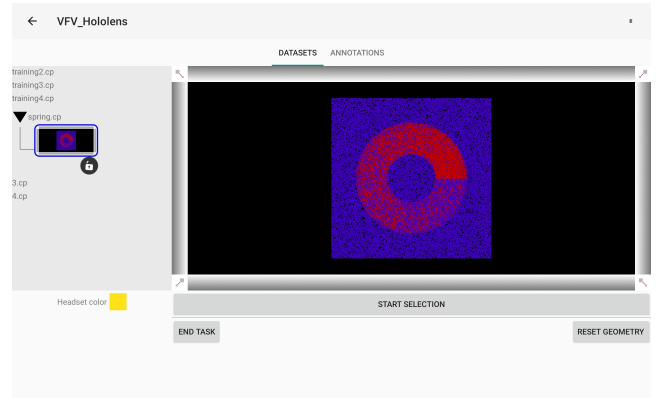 VFV_Hololens
DATASETS ANNOTATIONS
training2.cp
training3.cp
training4.cp
spring.cp
3.cp
4.cp
Headset color
START SELECTION
END TASK
RESET GEOMETRY